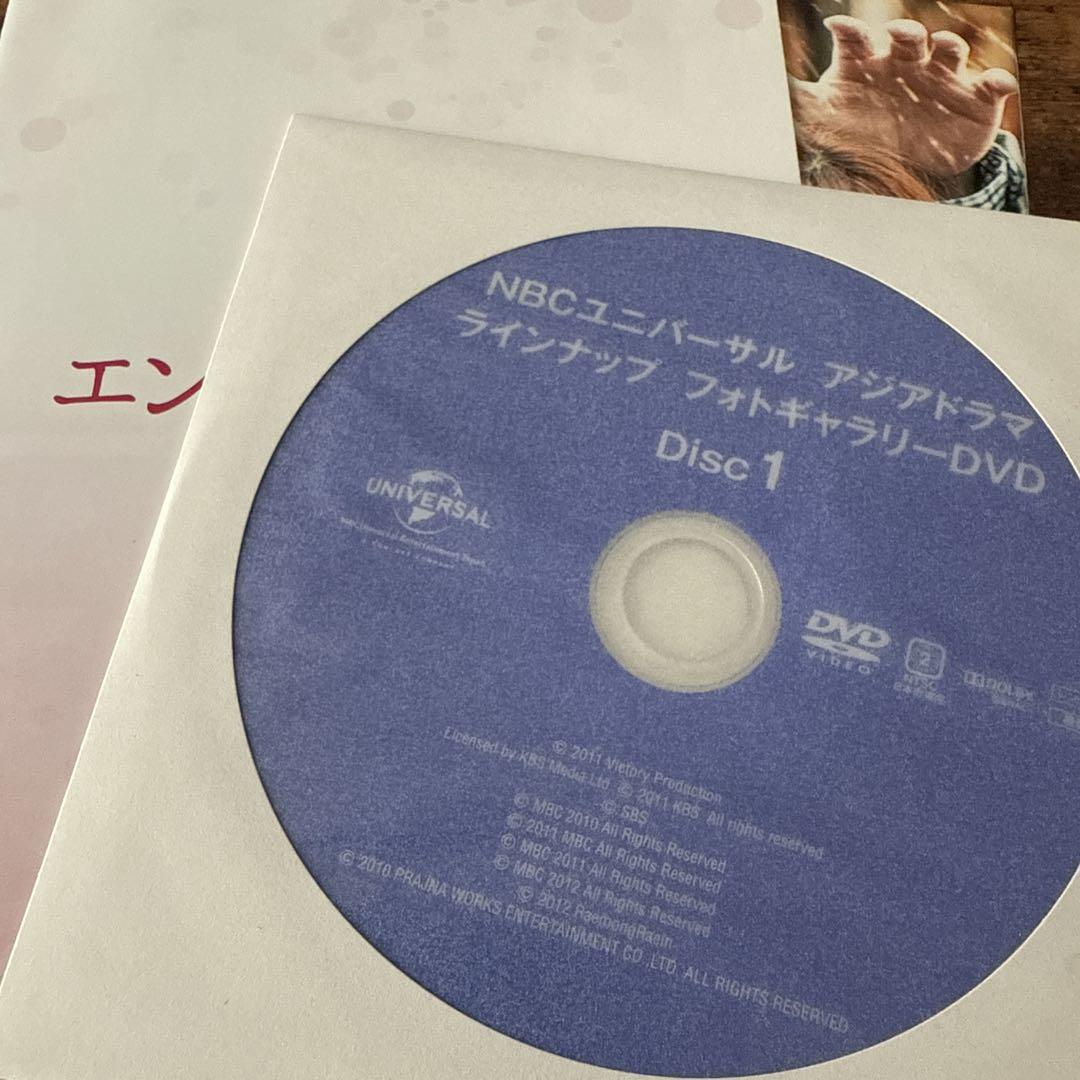 エン
NBCユニバーサル アジアドラマ
ラインナップ フォトギャラリーDVD
Disc 1
UNIVERSAL
DVD
VIDEO
2
NTSC
DOLBY
© 2011 Victory Production
Licensed by KBS Media Ltd. © 2011 KBS. All rights reserved
© SBS
© MBC 2010 All Rights Reserved
© 2011 MBC All Rights Reserved
© MBC 2011 All Rights Reserved
© MBC 2012 All Rights Reserved
© 2012 RaemongRaein
© 2010 PRAJNA WORKS ENTERTAINMENT CO.,LTD. ALL RIGHTS RESERVED